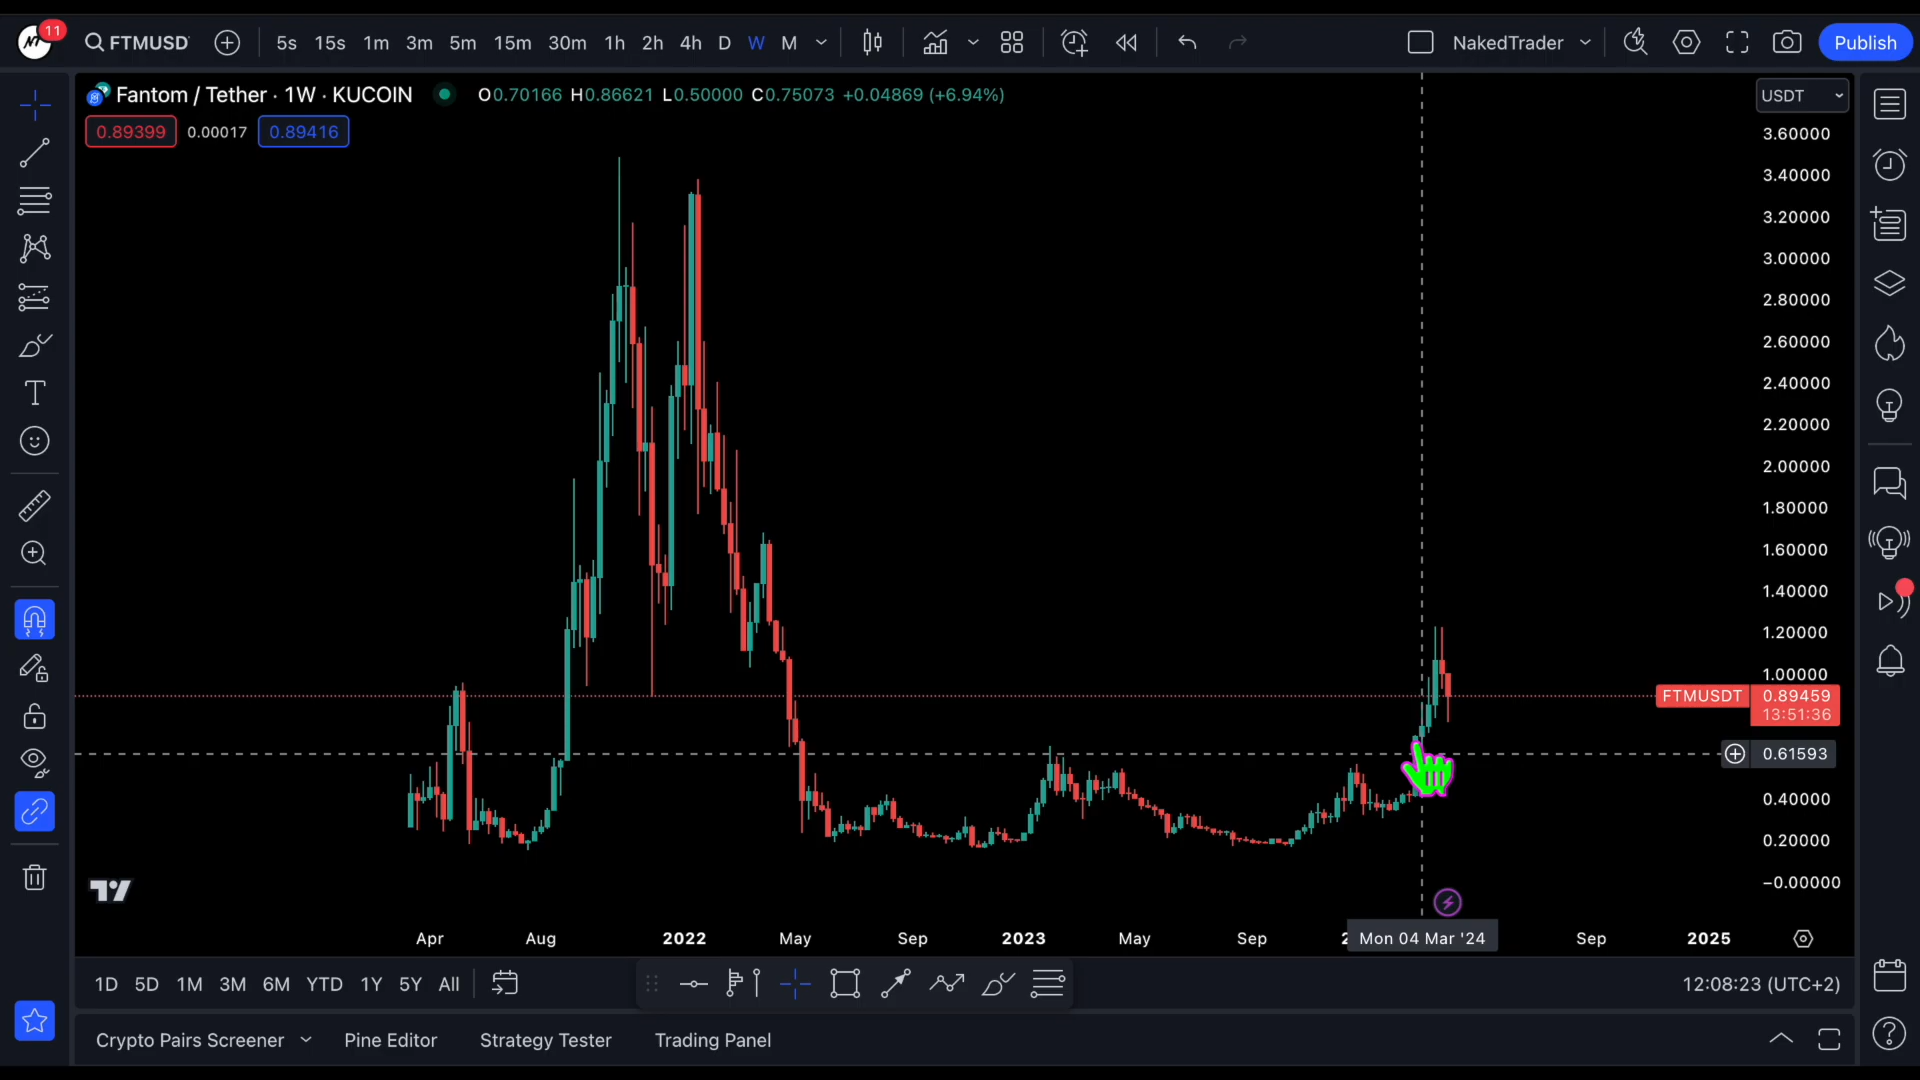 11
FTMUSD
5s 15s 1m 3m 5m 15m 30m 1h 2h 4h D W M
NakedTrader
Publish
Fantom / Tether · 1W · KUCOIN
O0.70166 H0.86621 L0.50000 C0.75073 +0.04869 (+6.94%)
USDT
0.89399 0.00017 0.89416
3.60000
3.40000
3.20000
3.00000
2.80000
2.60000
2.40000
2.20000
2.00000
1.80000
1.60000
1.40000
1.20000
1.00000
FTMUSDT 0.89459
13:51:36
0.61593
0.40000
0.20000
−0.00000
Apr Aug 2022 May Sep 2023 May Sep Mon 04 Mar '24 Sep 2025
1D 5D 1M 3M 6M YTD 1Y 5Y All
12:08:23 (UTC+2)
Crypto Pairs Screener Pine Editor Strategy Tester Trading Panel